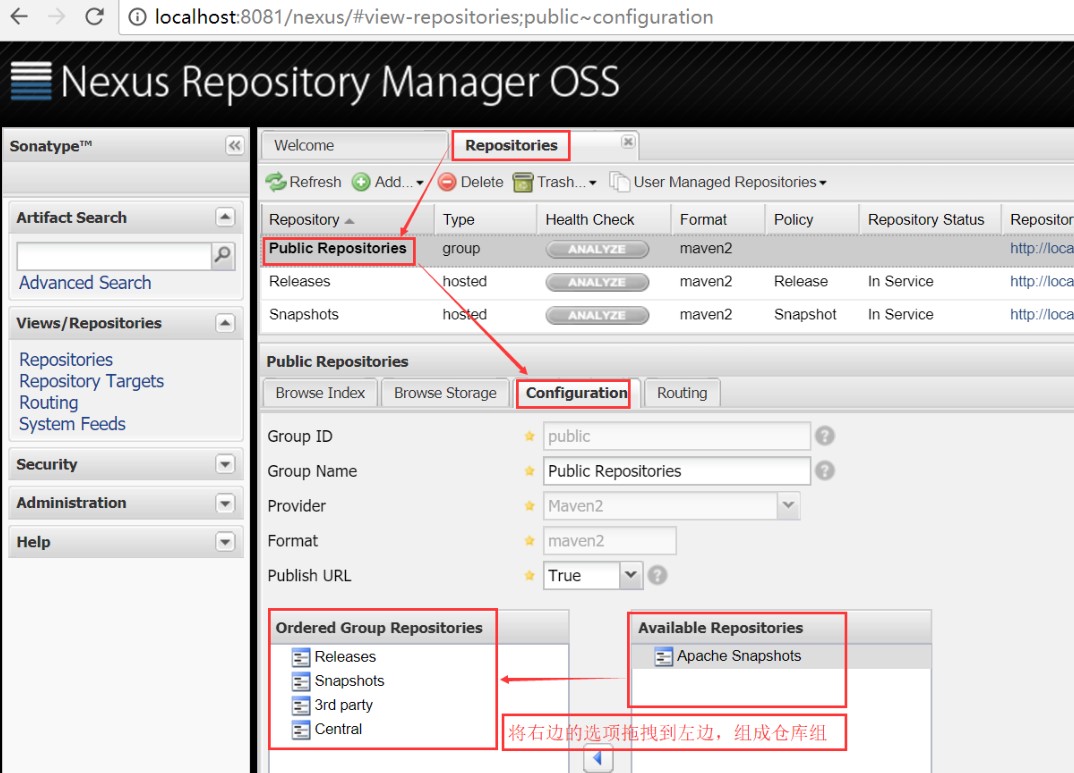 localhost:8081/nexus/#view-repositories;public~configuration
Nexus Repository Manager OSS
Sonatype™
Welcome
Repositories
Refresh Add... Delete Trash... User Managed Repositories
Artifact Search
Advanced Search
Views/Repositories
Repositories
Repository Targets
Routing
System Feeds
Security
Administration
Help
Repository Type Health Check Format Policy Repository Status Repositor
Public Repositories group ANALYZE maven2 http://loca
Releases hosted ANALYZE maven2 Release In Service http://loca
Snapshots hosted ANALYZE maven2 Snapshot In Service http://loca
Public Repositories
Browse Index Browse Storage Configuration Routing
Group ID public
Group Name Public Repositories
Provider Maven2
Format maven2
Publish URL True
Ordered Group Repositories
Releases
Snapshots
3rd party
Central
Available Repositories
Apache Snapshots
将右边的选项拖拽到左边，组成仓库组